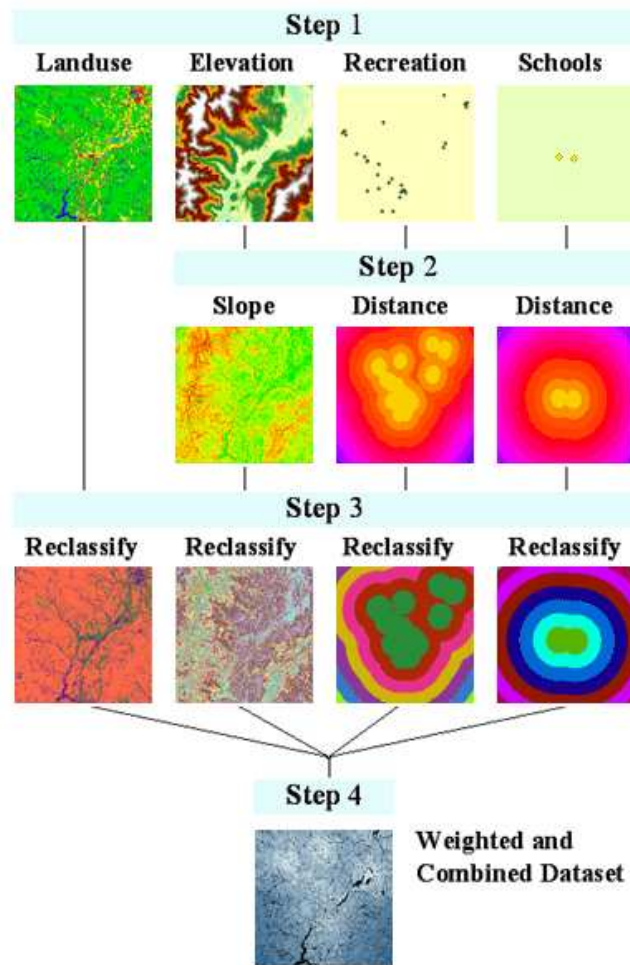 Step 1
Landuse Elevation Recreation Schools
Step 2
Slope Distance Distance
Step 3
Reclassify Reclassify Reclassify Reclassify
Step 4
Weighted and
Combined Dataset